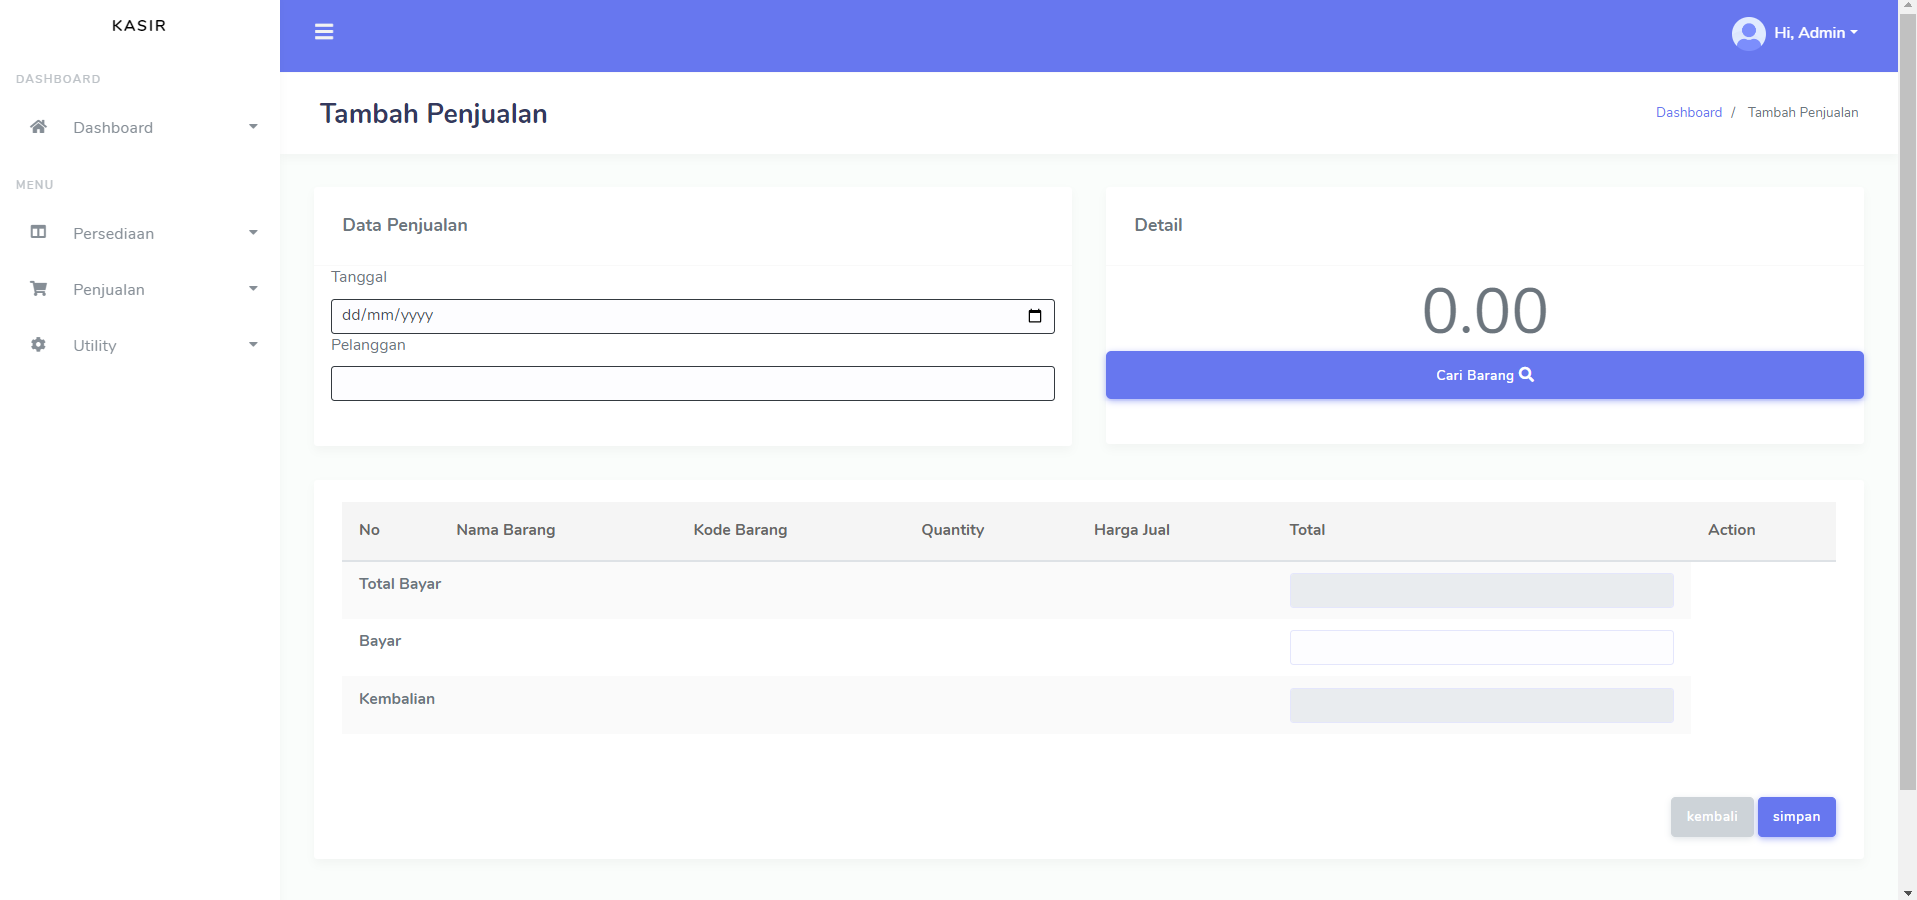 KASIR
Hi, Admin
DASHBOARD
Dashboard
MENU
Persediaan
Penjualan
Utility
Tambah Penjualan
Dashboard / Tambah Penjualan
Data Penjualan
Tanggal
dd/mm/yyyy
Pelanggan
Detail
0.00
Cari Barang
No Nama Barang Kode Barang Quantity Harga Jual Total Action
Total Bayar
Bayar
Kembalian
kembali simpan